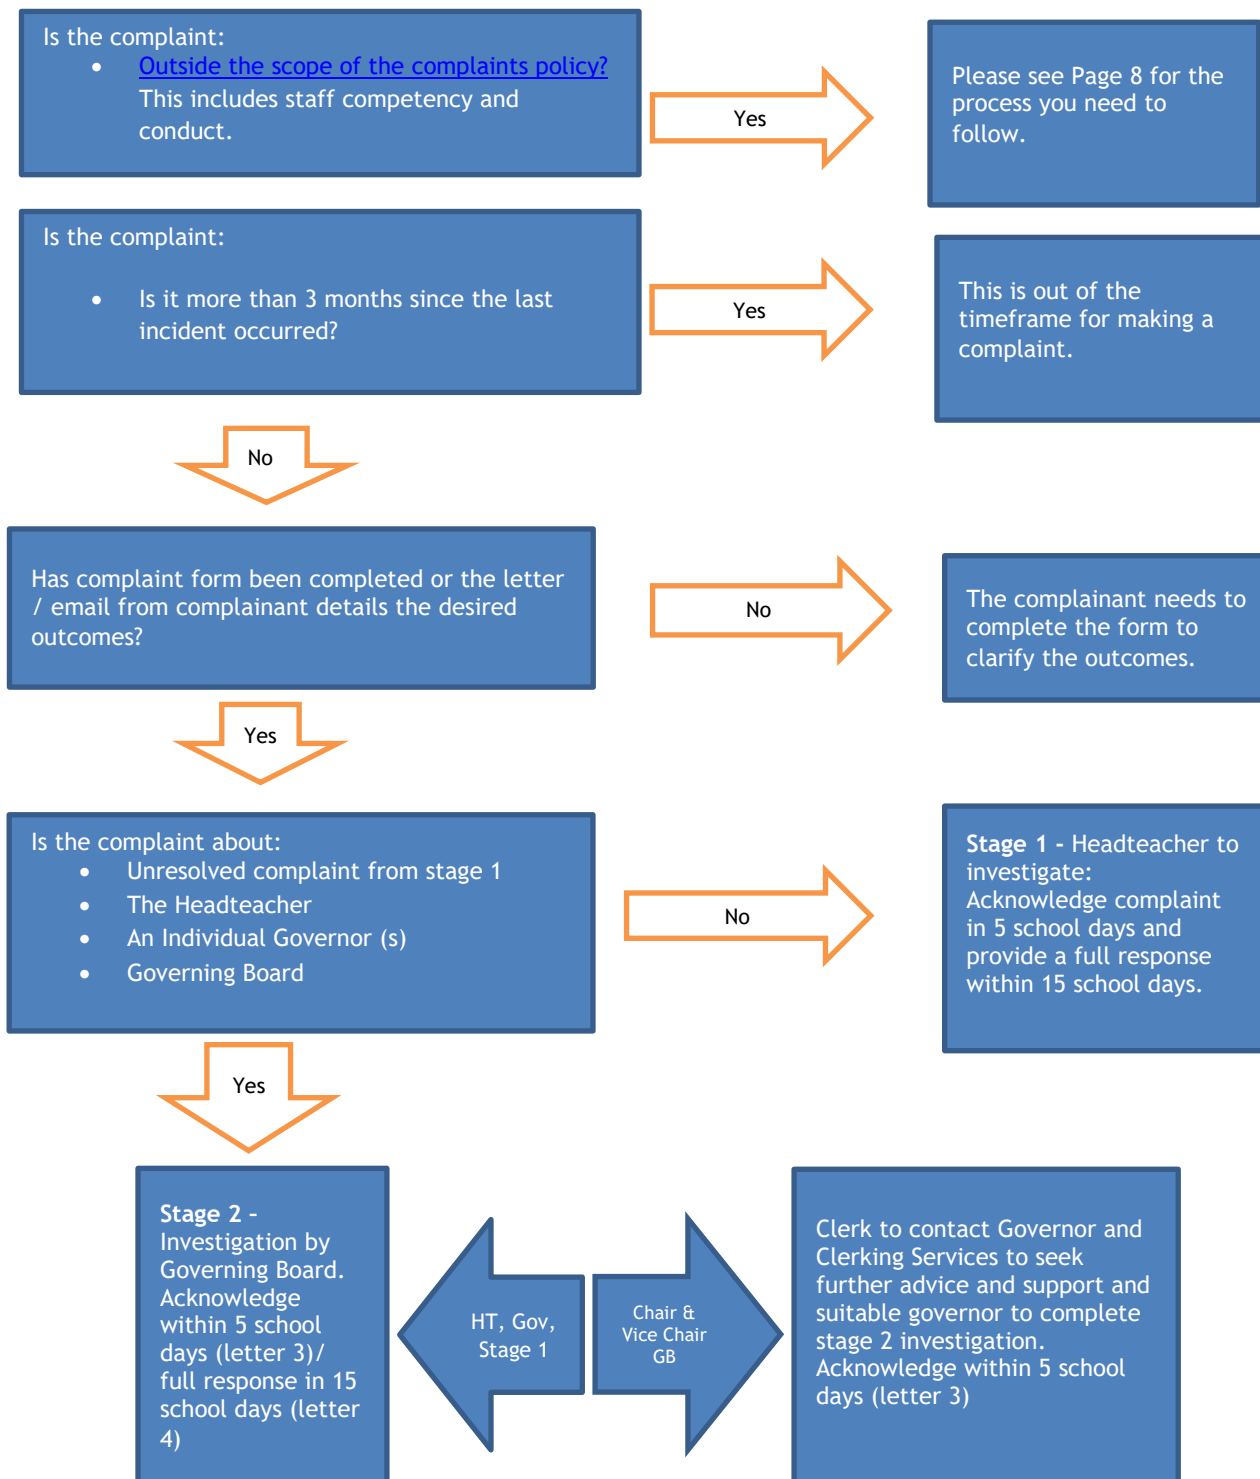 Is the complaint:
• Outside the scope of the complaints policy?
This includes staff competency and
conduct.
Yes
Please see Page 8 for the
process you need to
follow.
Is the complaint:
• Is it more than 3 months since the last
incident occurred?
Yes
This is out of the
timeframe for making a
complaint.
No
Has complaint form been completed or the letter
/ email from complainant details the desired
outcomes?
No
The complainant needs to
complete the form to
clarify the outcomes.
Yes
Is the complaint about:
• Unresolved complaint from stage 1
• The Headteacher
• An Individual Governor (s)
• Governing Board
No
Stage 1 - Headteacher to
investigate:
Acknowledge complaint
in 5 school days and
provide a full response
within 15 school days.
Yes
Stage 2 –
Investigation by
Governing Board.
Acknowledge
within 5 school
days (letter 3)/
full response in 15
school days (letter
4)
HT, Gov,
Stage 1
Chair &
Vice Chair
GB
Clerk to contact Governor and
Clerking Services to seek
further advice and support and
suitable governor to complete
stage 2 investigation.
Acknowledge within 5 school
days (letter 3)